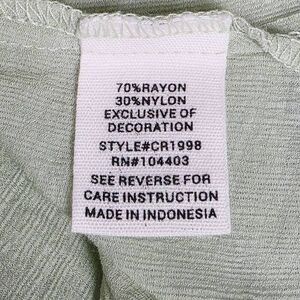 70%RAYON
30%NYLON
EXCLUSIVE OF
DECORATION
STYLE#CR1998
RN#104403
SEE REVERSE FOR
CARE INSTRUCTION
MADE IN INDONESIA